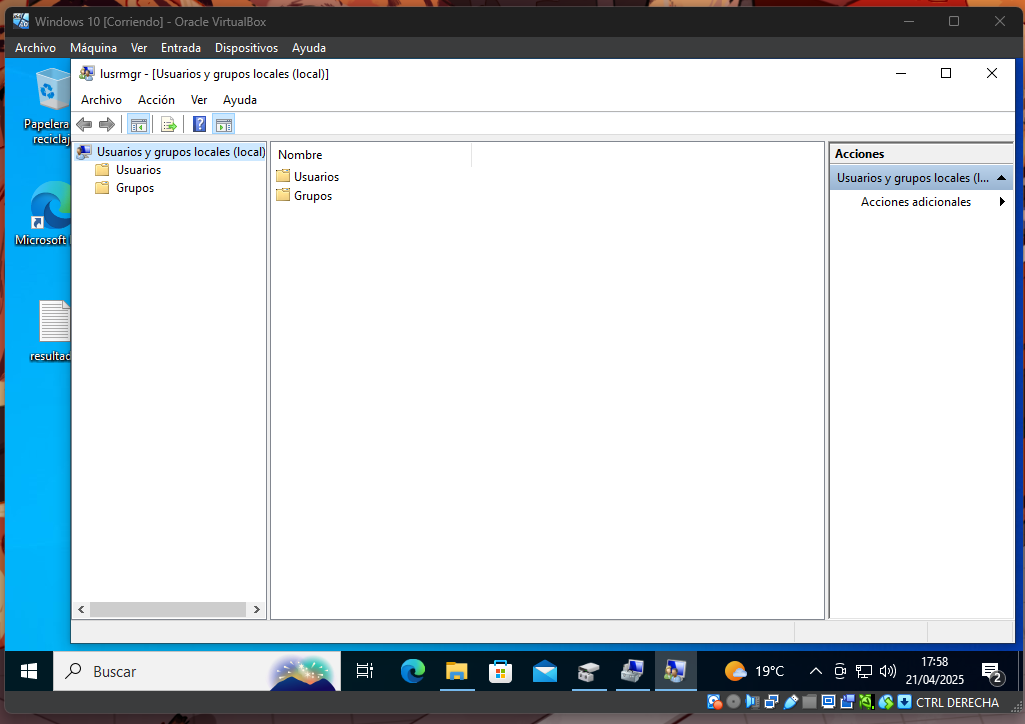 Windows 10 [Corriendo] - Oracle VirtualBox
Archivo Máquina Ver Entrada Dispositivos Ayuda
lusrmgr - [Usuarios y grupos locales (local)]
Archivo Acción Ver Ayuda
Papelera
reciclaj
Microsoft
resultad
Usuarios y grupos locales (local)
Usuarios
Grupos
Nombre
Usuarios
Grupos
Acciones
Usuarios y grupos locales (l...
Acciones adicionales
Buscar
19°C
17:58
21/04/2025
2
CTRL DERECHA